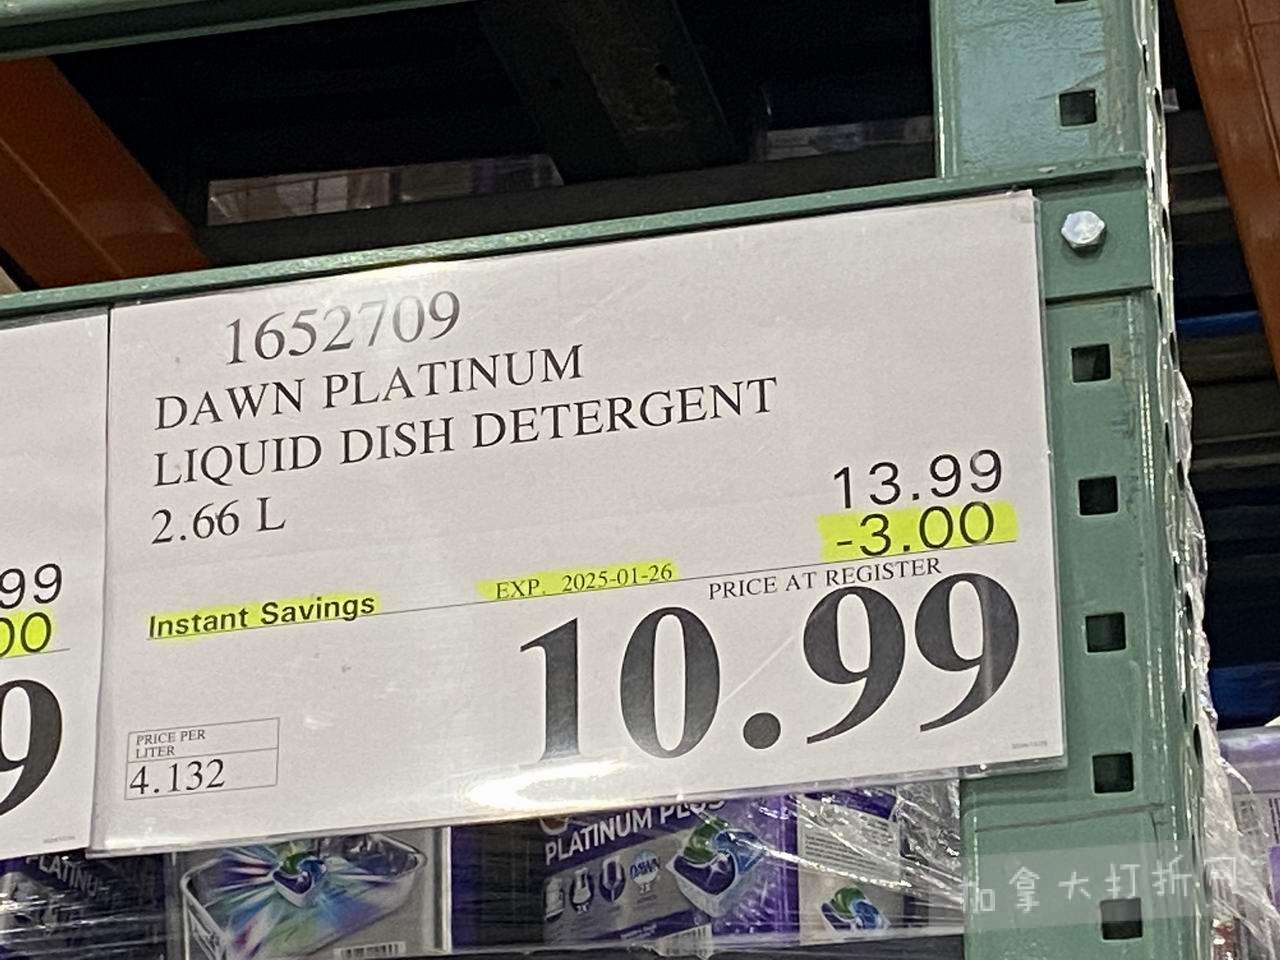 1652709
DAWN PLATINUM
LIQUID DISH DETERGENT
2.66 L
13.99
-3.00
Instant Savings
EXP. 2025-01-26
PRICE AT REGISTER
10.99
PRICE PER
LITER
4.132
99
00
9
PLATINUM PLUS
DAWN
PLATINU
加拿大打折网